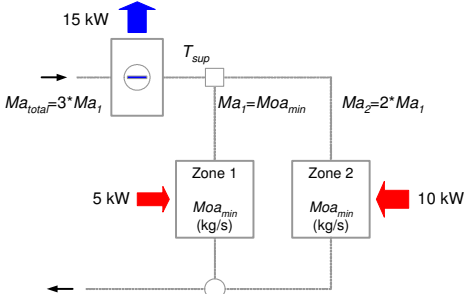 15 kW
T_sup
Ma_total=3*Ma_1
Ma_1=Moa_min
Ma_2=2*Ma_1
Zone 1
Zone 2
5 kW
Moa_min
(kg/s)
Moa_min
(kg/s)
10 kW